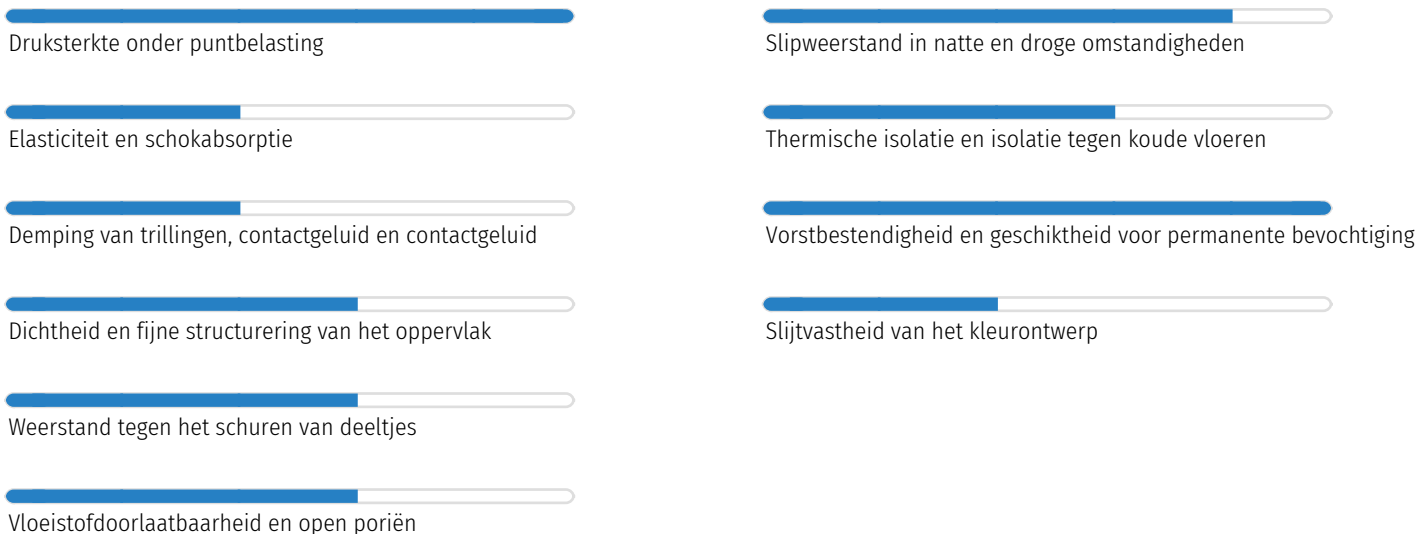 Druksterkte onder puntbelasting
Elasticiteit en schokabsorptie
Demping van trillingen, contactgeluid en contactgeluid
Dichtheid en fijne structurering van het oppervlak
Weerstand tegen het schuren van deeltjes
Vloeistofdoorlaatbaarheid en open poriën
Slipweerstand in natte en droge omstandigheden
Thermische isolatie en isolatie tegen koude vloeren
Vorstbestendigheid en geschiktheid voor permanente bevochtiging
Slijtvastheid van het kleurontwerp